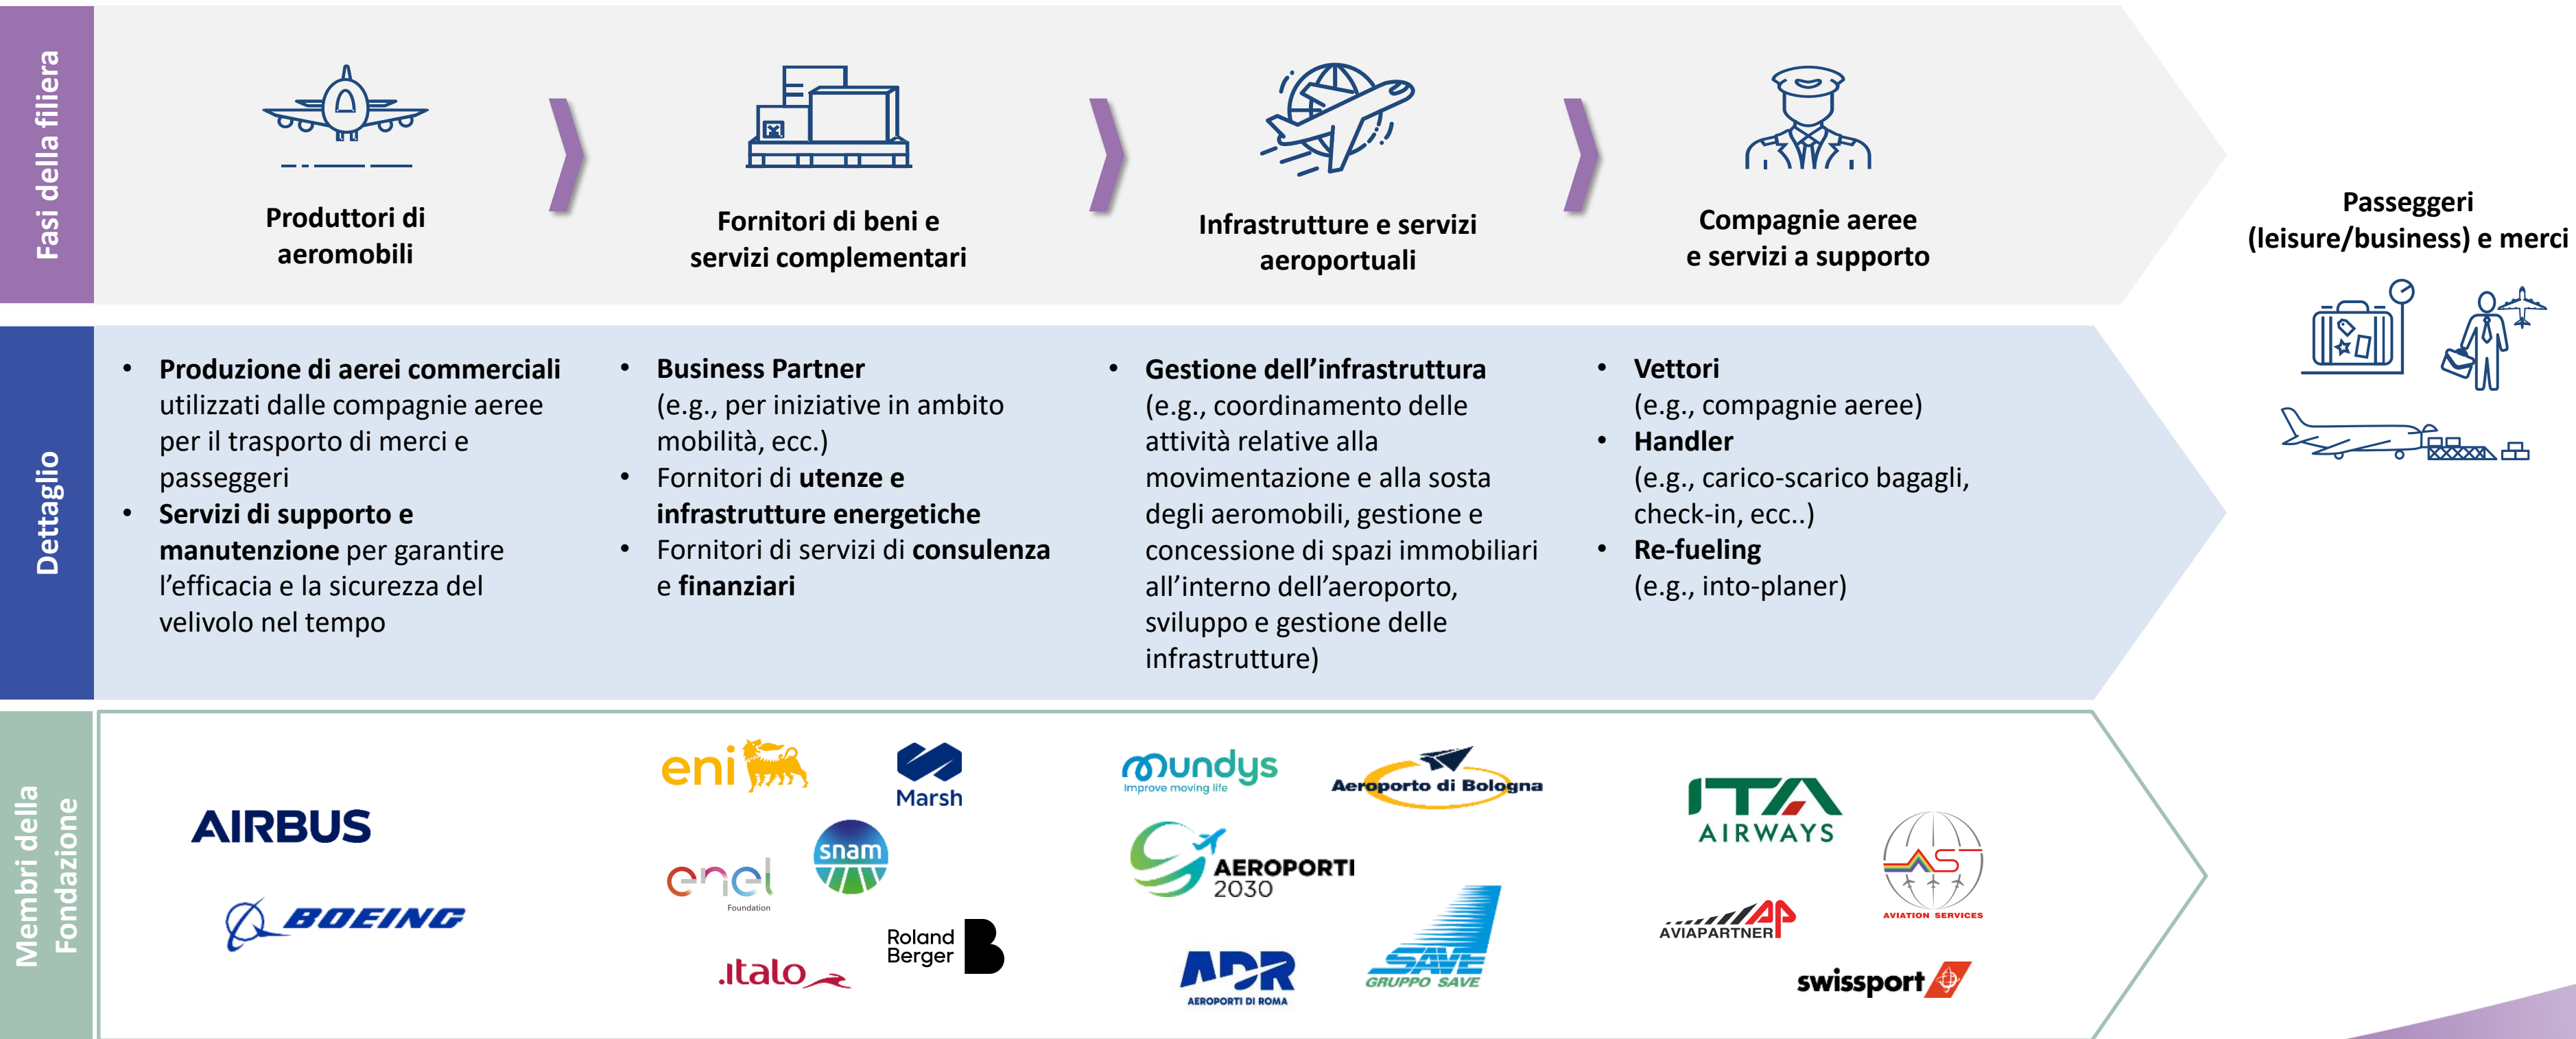 Fasi della filiera
Produttori di
aeromobili
Fornitori di beni e
servizi complementari
Infrastrutture e servizi
aeroportuali
Compagnie aeree
e servizi a supporto
Passeggeri
(leisure/business) e merci
Dettaglio
• Produzione di aerei commerciali
utilizzati dalle compagnie aeree
per il trasporto di merci e
passeggeri
• Servizi di supporto e
manutenzione per garantire
l’efficacia e la sicurezza del
velivolo nel tempo
• Business Partner
(e.g., per iniziative in ambito
mobilità, ecc.)
• Fornitori di utenze e
infrastrutture energetiche
• Fornitori di servizi di consulenza
e finanziari
• Gestione dell’infrastruttura
(e.g., coordinamento delle
attività relative alla
movimentazione e alla sosta
degli aeromobili, gestione e
concessione di spazi immobiliari
all’interno dell’aeroporto,
sviluppo e gestione delle
infrastrutture)
• Vettori
(e.g., compagnie aeree)
• Handler
(e.g., carico-scarico bagagli,
check-in, ecc..)
• Re-fueling
(e.g., into-planer)
Membri della
Fondazione
AIRBUS
BOEING
eni
Marsh
snam
enel
Foundation
Roland
Berger
B
.italo
mundys
Improve moving life
Aeroporto di Bologna
AEROPORTI
2030
SAVE
GRUPPO SAVE
ADR
AEROPORTI DI ROMA
ITA
AIRWAYS
AS
AVIATION SERVICES
AP
AVIAPARTNER
swissport